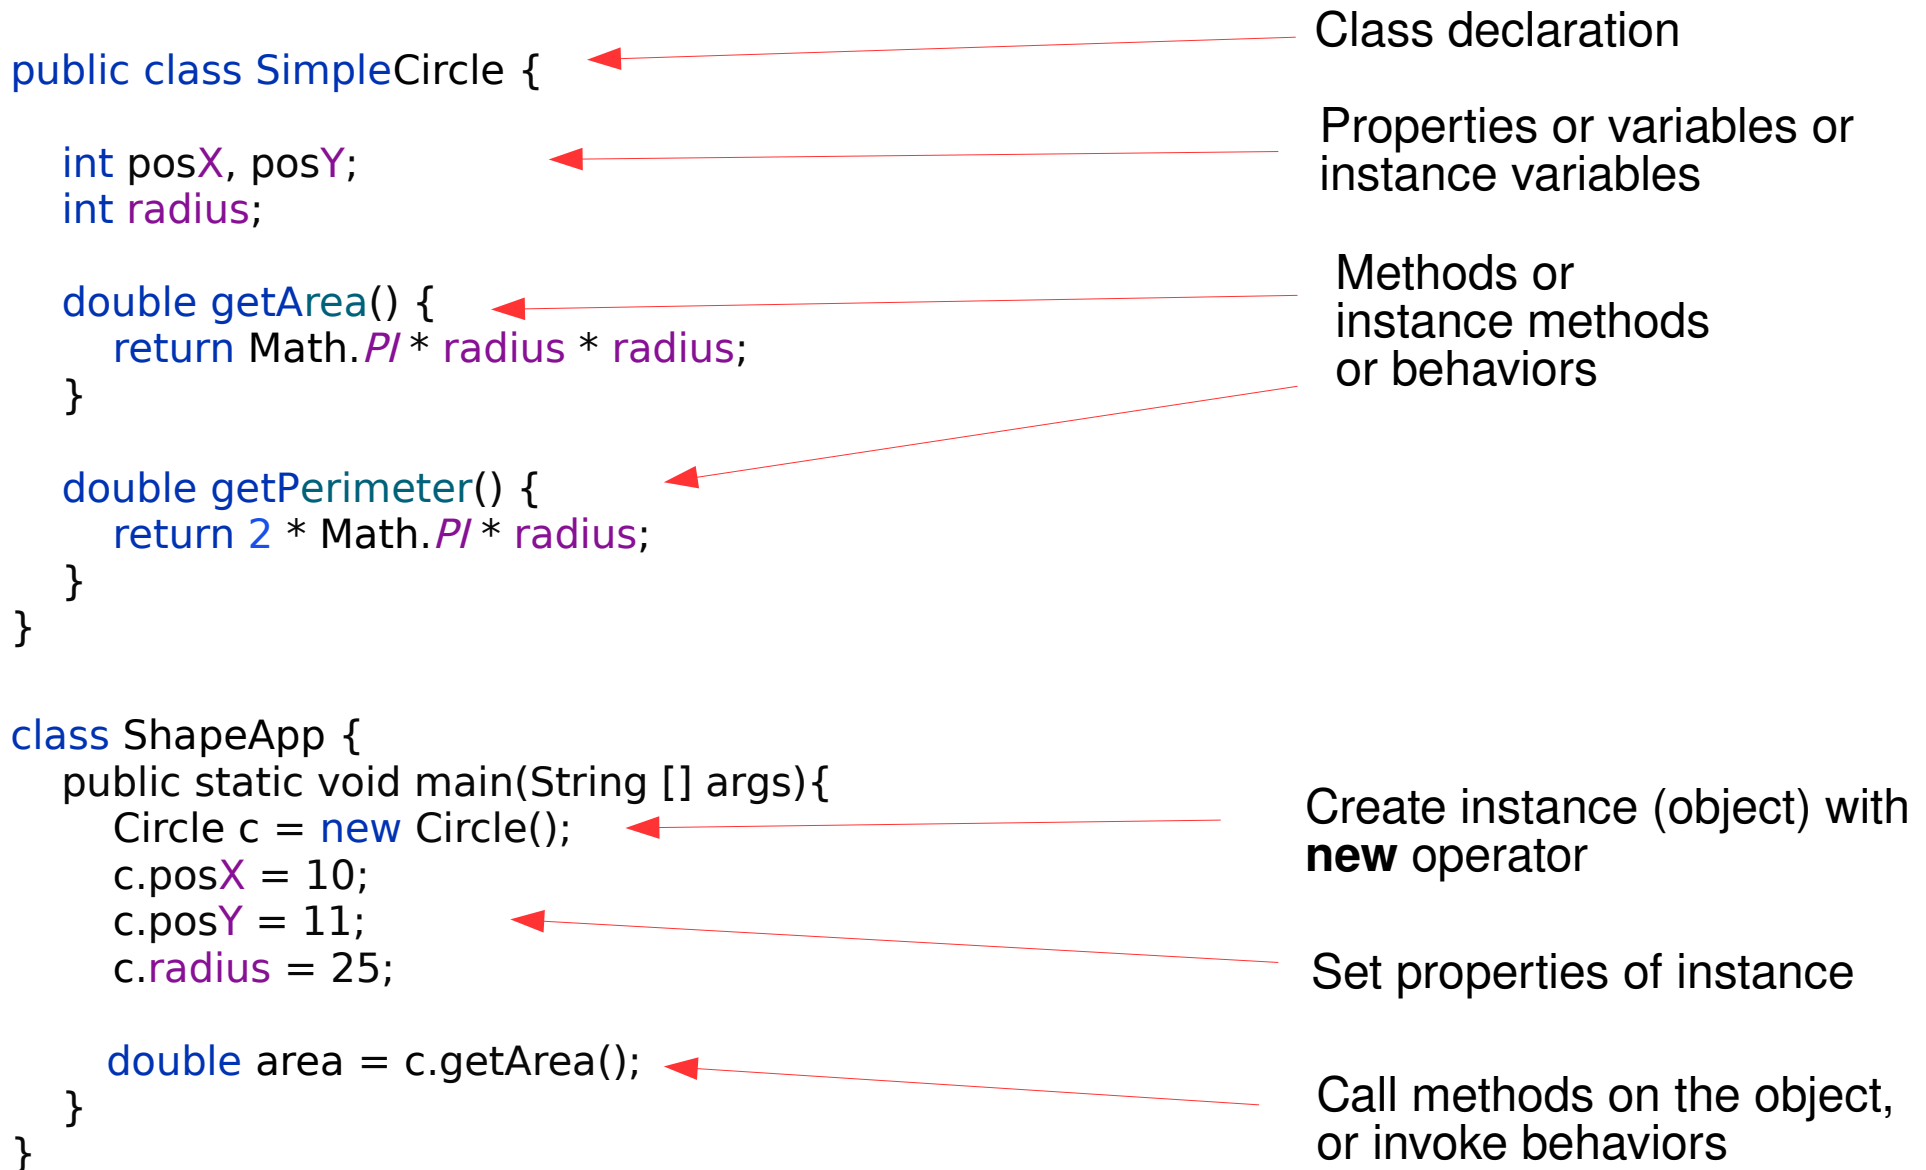 Class declaration
public class SimpleCircle {
Properties or variables or
instance variables
int posX, posY;
int radius;
Methods or
instance methods
or behaviors
double getArea() {
return Math.PI * radius * radius;
}
double getPerimeter() {
return 2 * Math.PI * radius;
}
}
class ShapeApp {
public static void main(String [] args){
Circle c = new Circle();
Create instance (object) with
new operator
c.posX = 10;
c.posY = 11;
c.radius = 25;
Set properties of instance
double area = c.getArea();
Call methods on the object,
or invoke behaviors
}
}